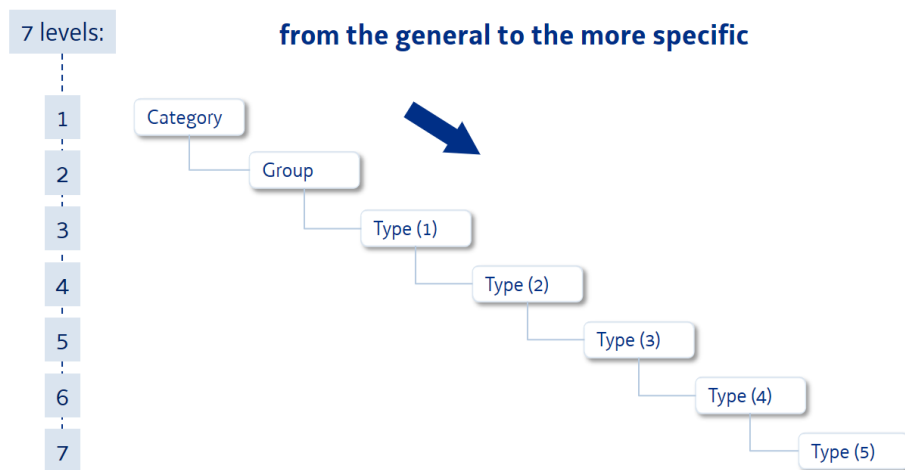 7 levels:
from the general to the more specific
1
Category
2
Group
3
Type (1)
4
Type (2)
5
Type (3)
6
Type (4)
7
Type (5)